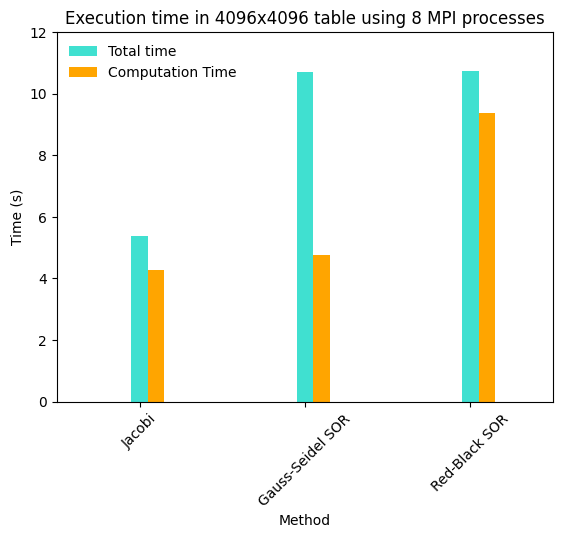 Execution time in 4096x4096 table using 8 MPI processes
Total time
Computation Time
12
10
8
6
4
2
0
Time (s)
Jacobi
Gauss-Seidel SOR
Red-Black SOR
Method